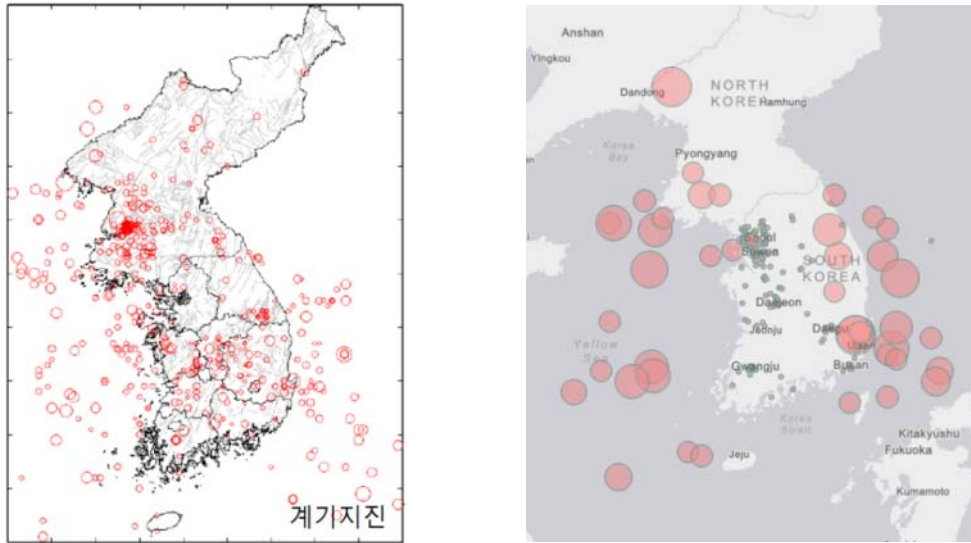 계기지진
Anshan
Yingkou
NORTH
KOREA
Dandong
Hamhung
Korea
Bay
Pyongyang
Seoul
Suwon
SOUTH
KOREA
Daejeon
Jeonju
Daegu
Ulsan
Yellow
Sea
Gwangju
Busan
Korea
Strait
Jeju
Kitakyushu
Fukuoka
Kumamoto